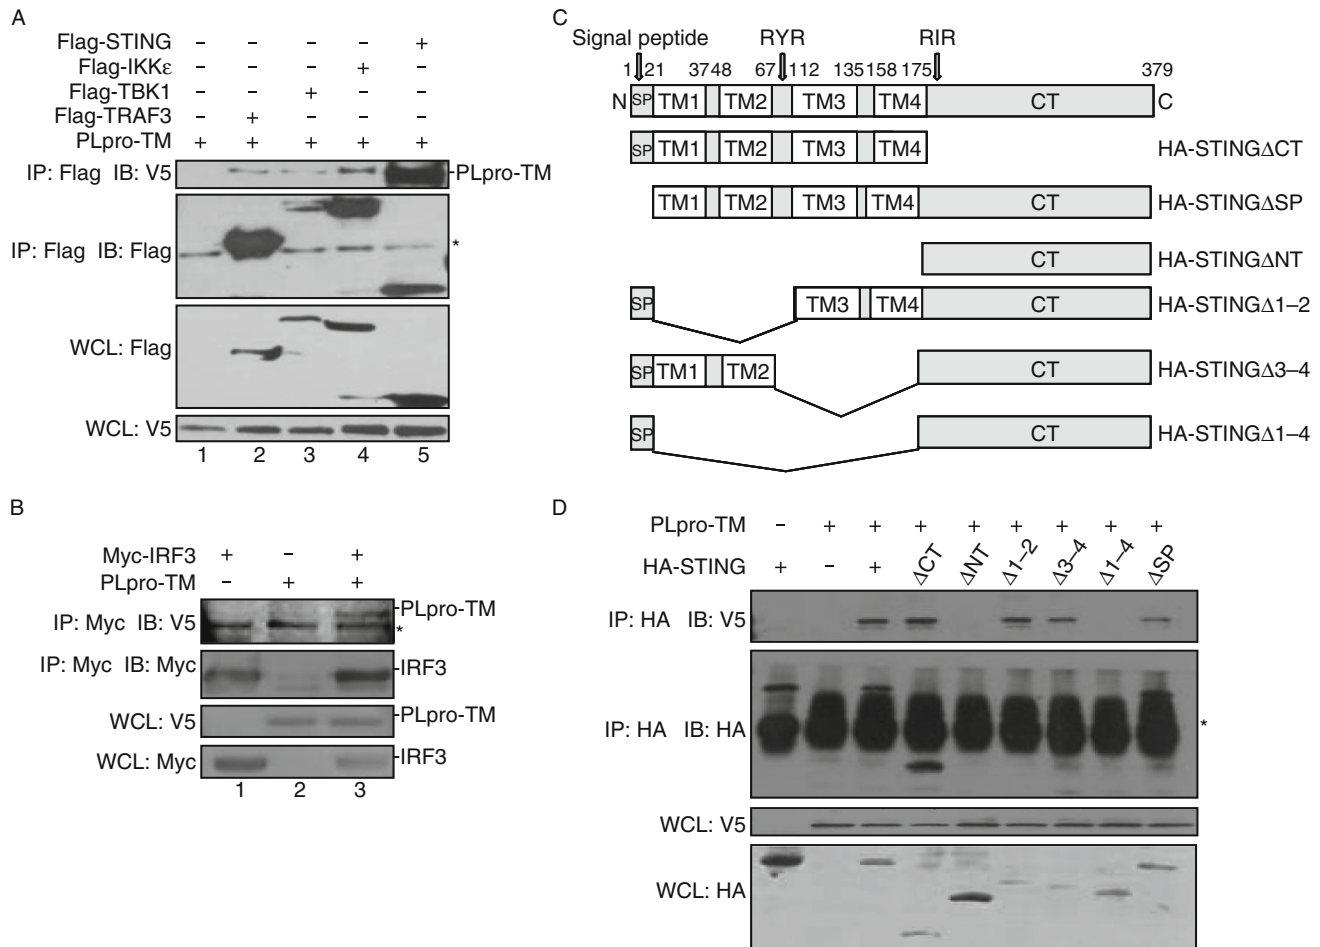 A
Flag-STING – – – – +
Flag-IKKε – – – + –
Flag-TBK1 – – + – –
Flag-TRAF3 – + – – –
PLpro-TM + + + + +
IP: Flag IB: V5 -PLpro-TM
IP: Flag IB: Flag *
WCL: Flag
WCL: V5
1 2 3 4 5
B
Myc-IRF3 + – +
PLpro-TM – + +
IP: Myc IB: V5 -PLpro-TM *
IP: Myc IB: Myc -IRF3
WCL: V5 -PLpro-TM
WCL: Myc -IRF3
1 2 3
C
Signal peptide RYR RIR
1 21 37 48 67 112 135 158 175 379
N SP TM1 TM2 TM3 TM4 CT C
SP TM1 TM2 TM3 TM4 HA-STINGΔCT
TM1 TM2 TM3 TM4 CT HA-STINGΔSP
CT HA-STINGΔNT
SP TM3 TM4 CT HA-STINGΔ1–2
SP TM1 TM2 CT HA-STINGΔ3–4
SP CT HA-STINGΔ1–4
D
PLpro-TM – + + + + + + + +
HA-STING + – + ΔCT ΔNT Δ1–2 Δ3–4 Δ1–4 ΔSP
IP: HA IB: V5
IP: HA IB: HA *
WCL: V5
WCL: HA